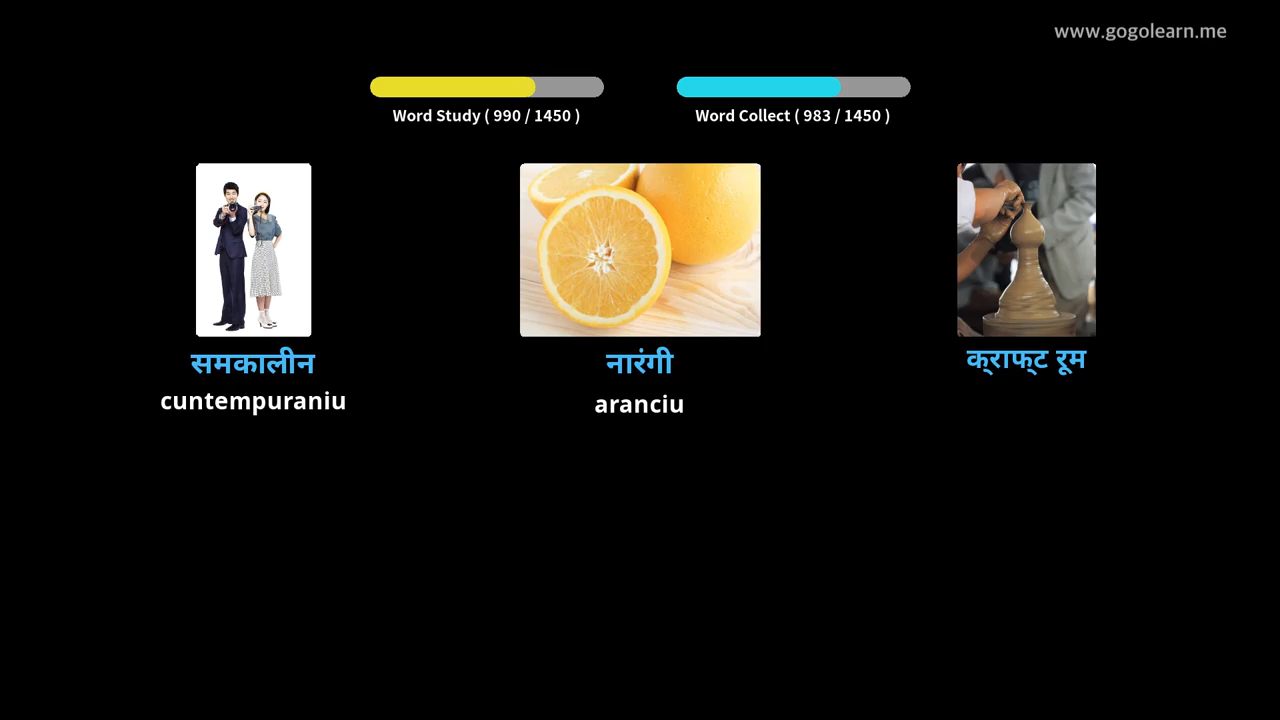 www.gogolearn.me
Word Study ( 990 / 1450 )
Word Collect ( 983 / 1450 )
समकालीन
cuntempuraniu
नारंगी
aranciu
क्राफ्ट रूम